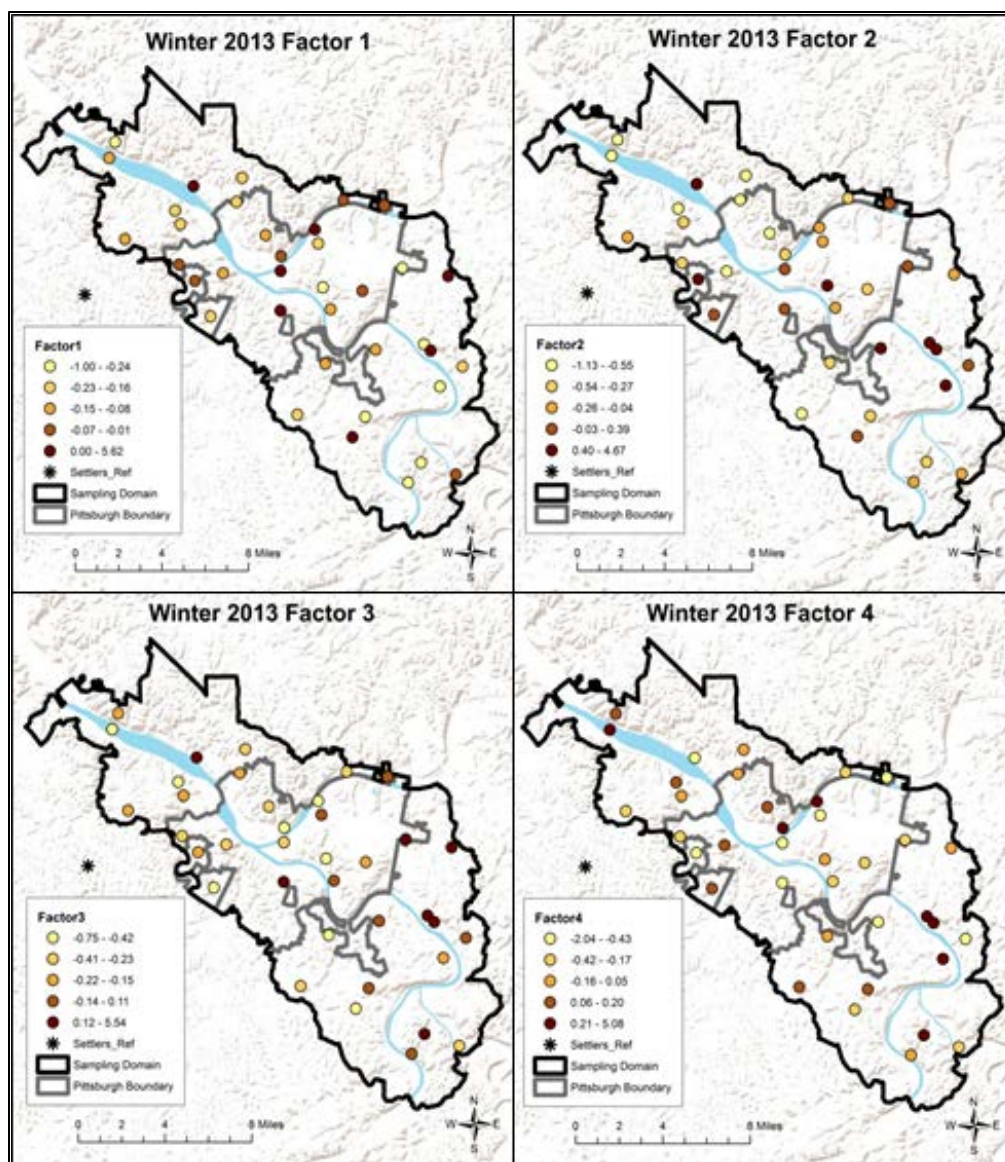 Winter 2013 Factor 1
Factor1
-1.00 - -0.24
-0.23 - -0.16
-0.15 - -0.08
-0.07 - -0.01
0.00 - 5.62
Settlers_Ref
Sampling Domain
Pittsburgh Boundary
0 2 4 8 Miles
N
W E
S
Winter 2013 Factor 2
Factor2
-1.13 - -0.55
-0.54 - -0.27
-0.26 - -0.04
-0.03 - 0.39
0.40 - 4.67
Settlers_Ref
Sampling Domain
Pittsburgh Boundary
0 2 4 8 Miles
N
W E
S
Winter 2013 Factor 3
Factor3
-0.75 - -0.42
-0.41 - -0.23
-0.22 - -0.15
-0.14 - 0.11
0.12 - 5.54
Settlers_Ref
Sampling Domain
Pittsburgh Boundary
0 2 4 8 Miles
N
W E
S
Winter 2013 Factor 4
Factor4
-2.04 - -0.43
-0.42 - -0.17
-0.16 - 0.05
0.06 - 0.20
0.21 - 5.08
Settlers_Ref
Sampling Domain
Pittsburgh Boundary
0 2 4 8 Miles
N
W E
S